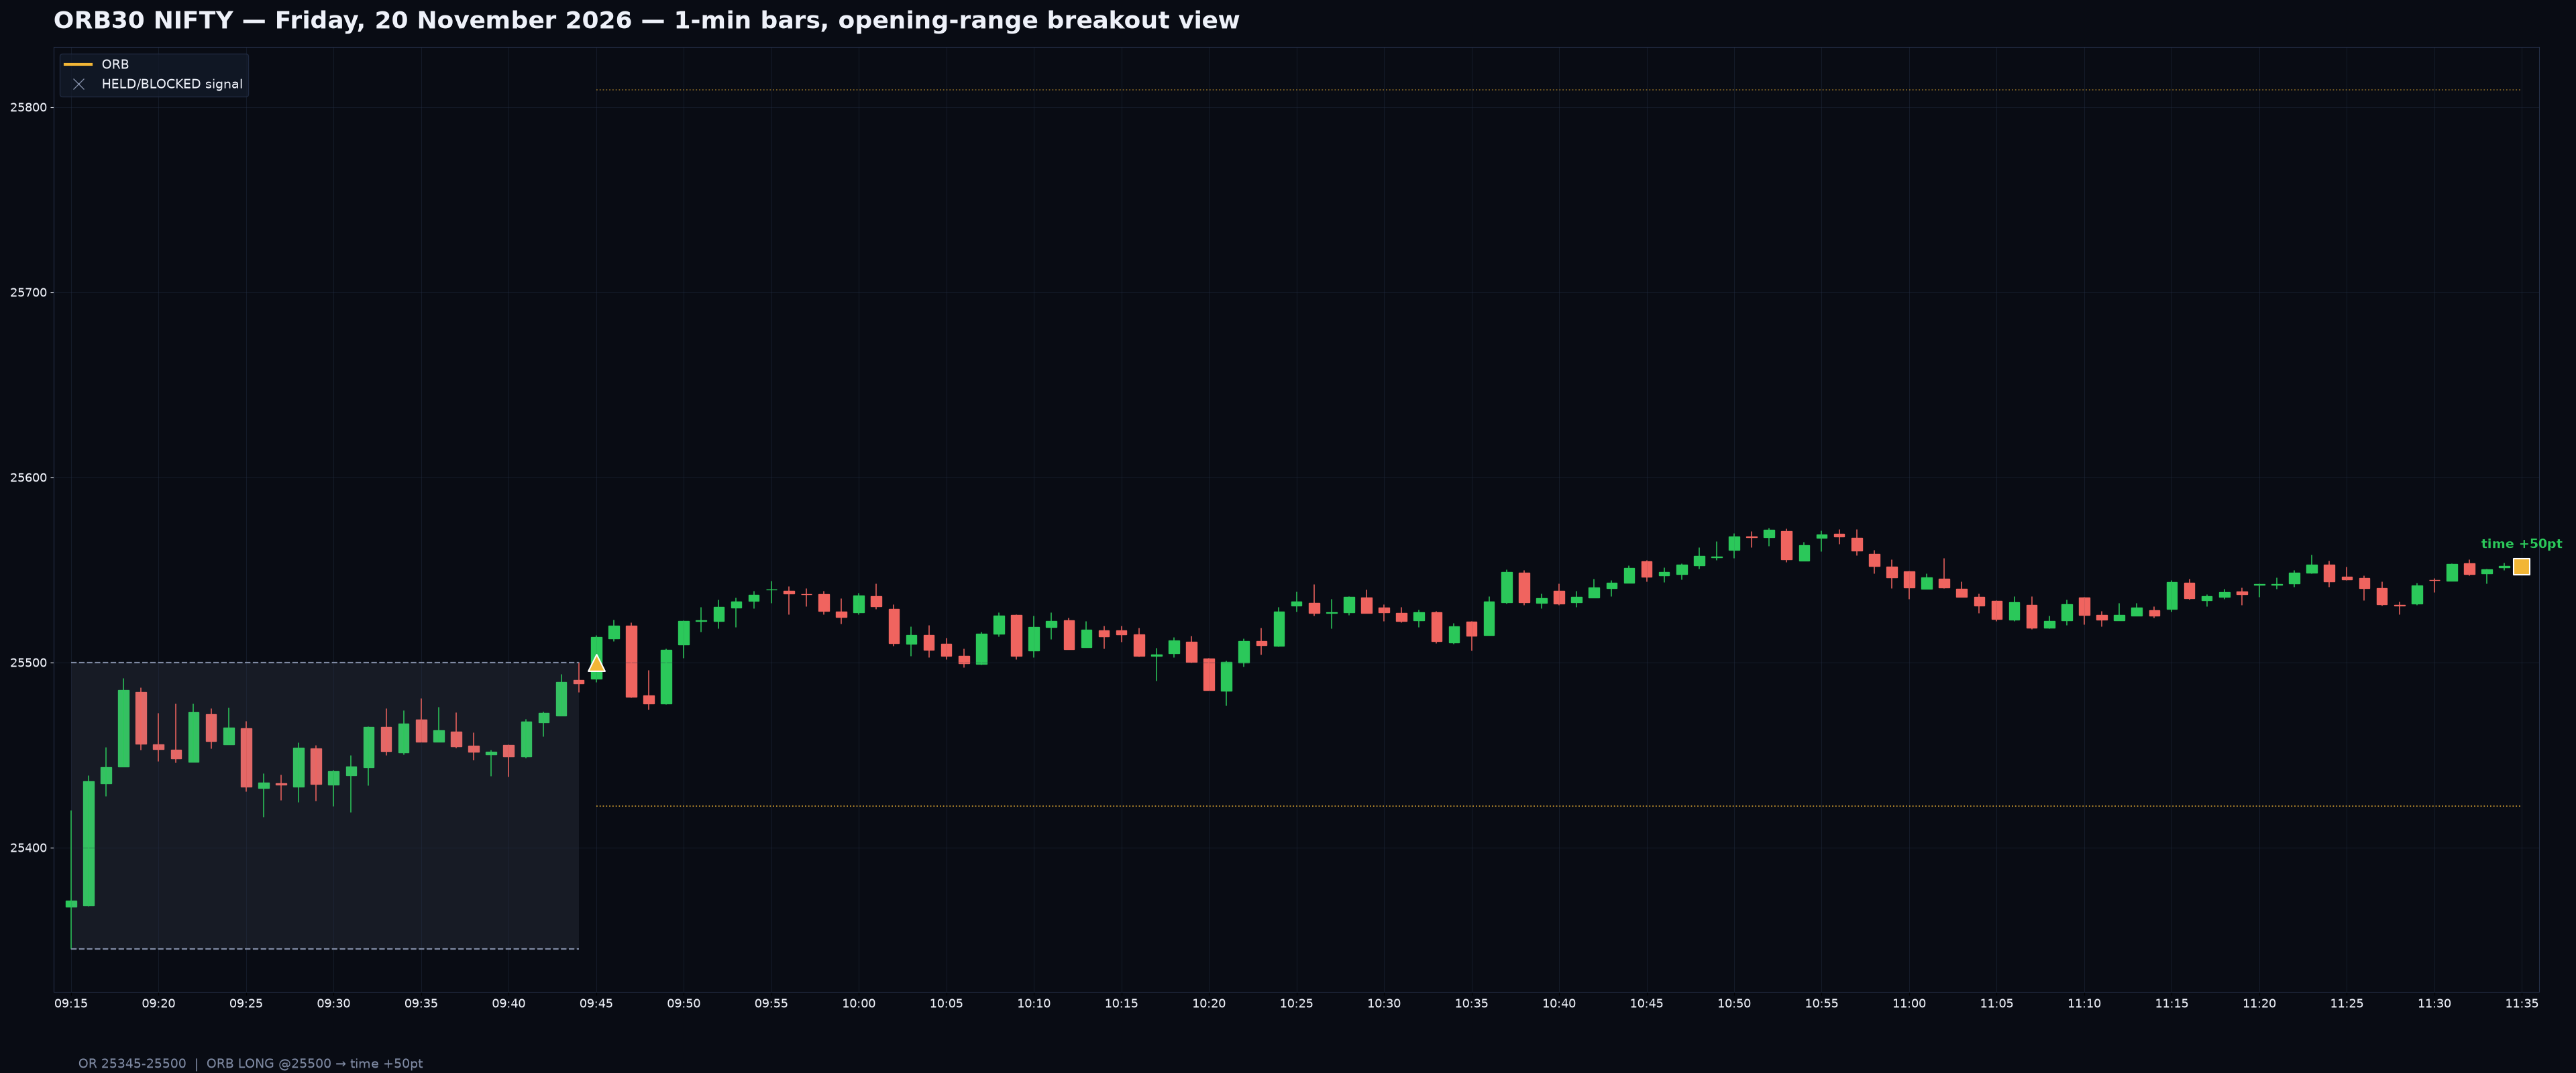 ORB30 NIFTY — Friday, 20 November 2026 — 1-min bars, opening-range breakout view
ORB
HELD/BLOCKED signal
25800
25700
25600
25500
25400
time +50pt
09:15 09:20 09:25 09:30 09:35 09:40 09:45 09:50 09:55 10:00 10:05 10:10 10:15 10:20 10:25 10:30 10:35 10:40 10:45 10:50 10:55 11:00 11:05 11:10 11:15 11:20 11:25 11:30 11:35
OR 25345-25500 | ORB LONG @25500 → time +50pt